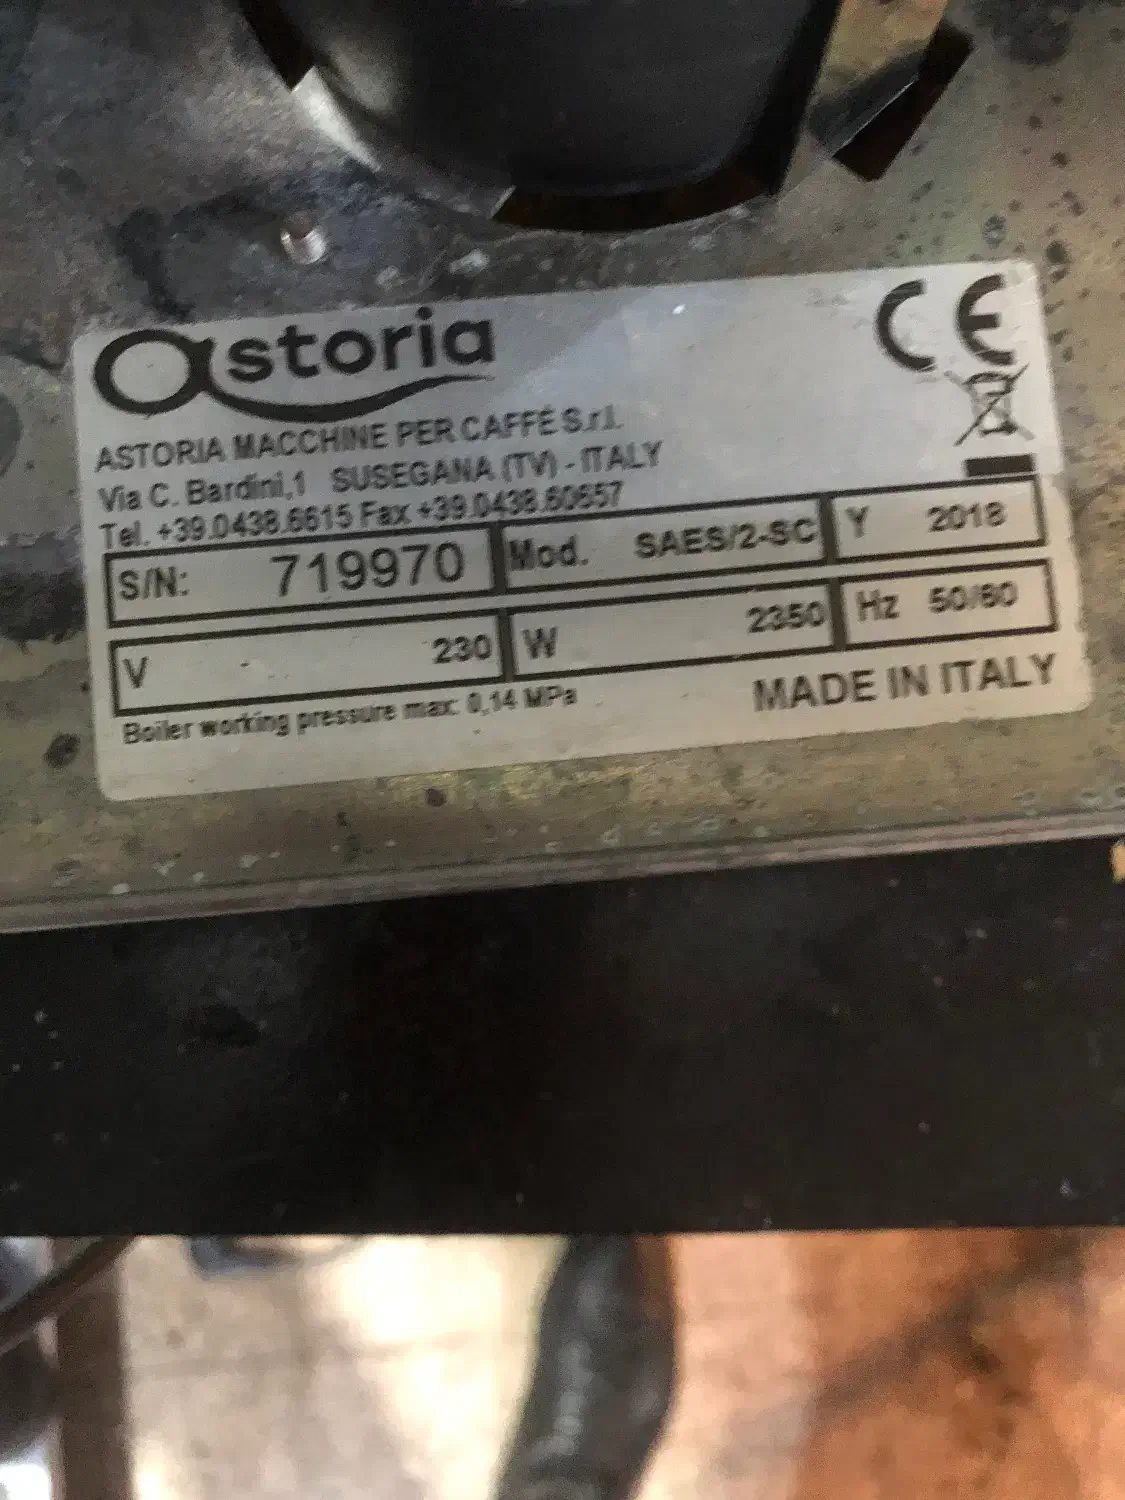 astoria
CE
ASTORIA MACCHINE PER CAFFÈ S.r.l.
Via C. Bardini,1 SUSEGANA (TV) - ITALY
Tel. +39.0438.6615 Fax +39.0438.60657
S/N: 719970 Mod. SAES/2-SC Y 2018
V 230 W 2350 Hz 50/60
Boiler working pressure max: 0,14 MPa MADE IN ITALY